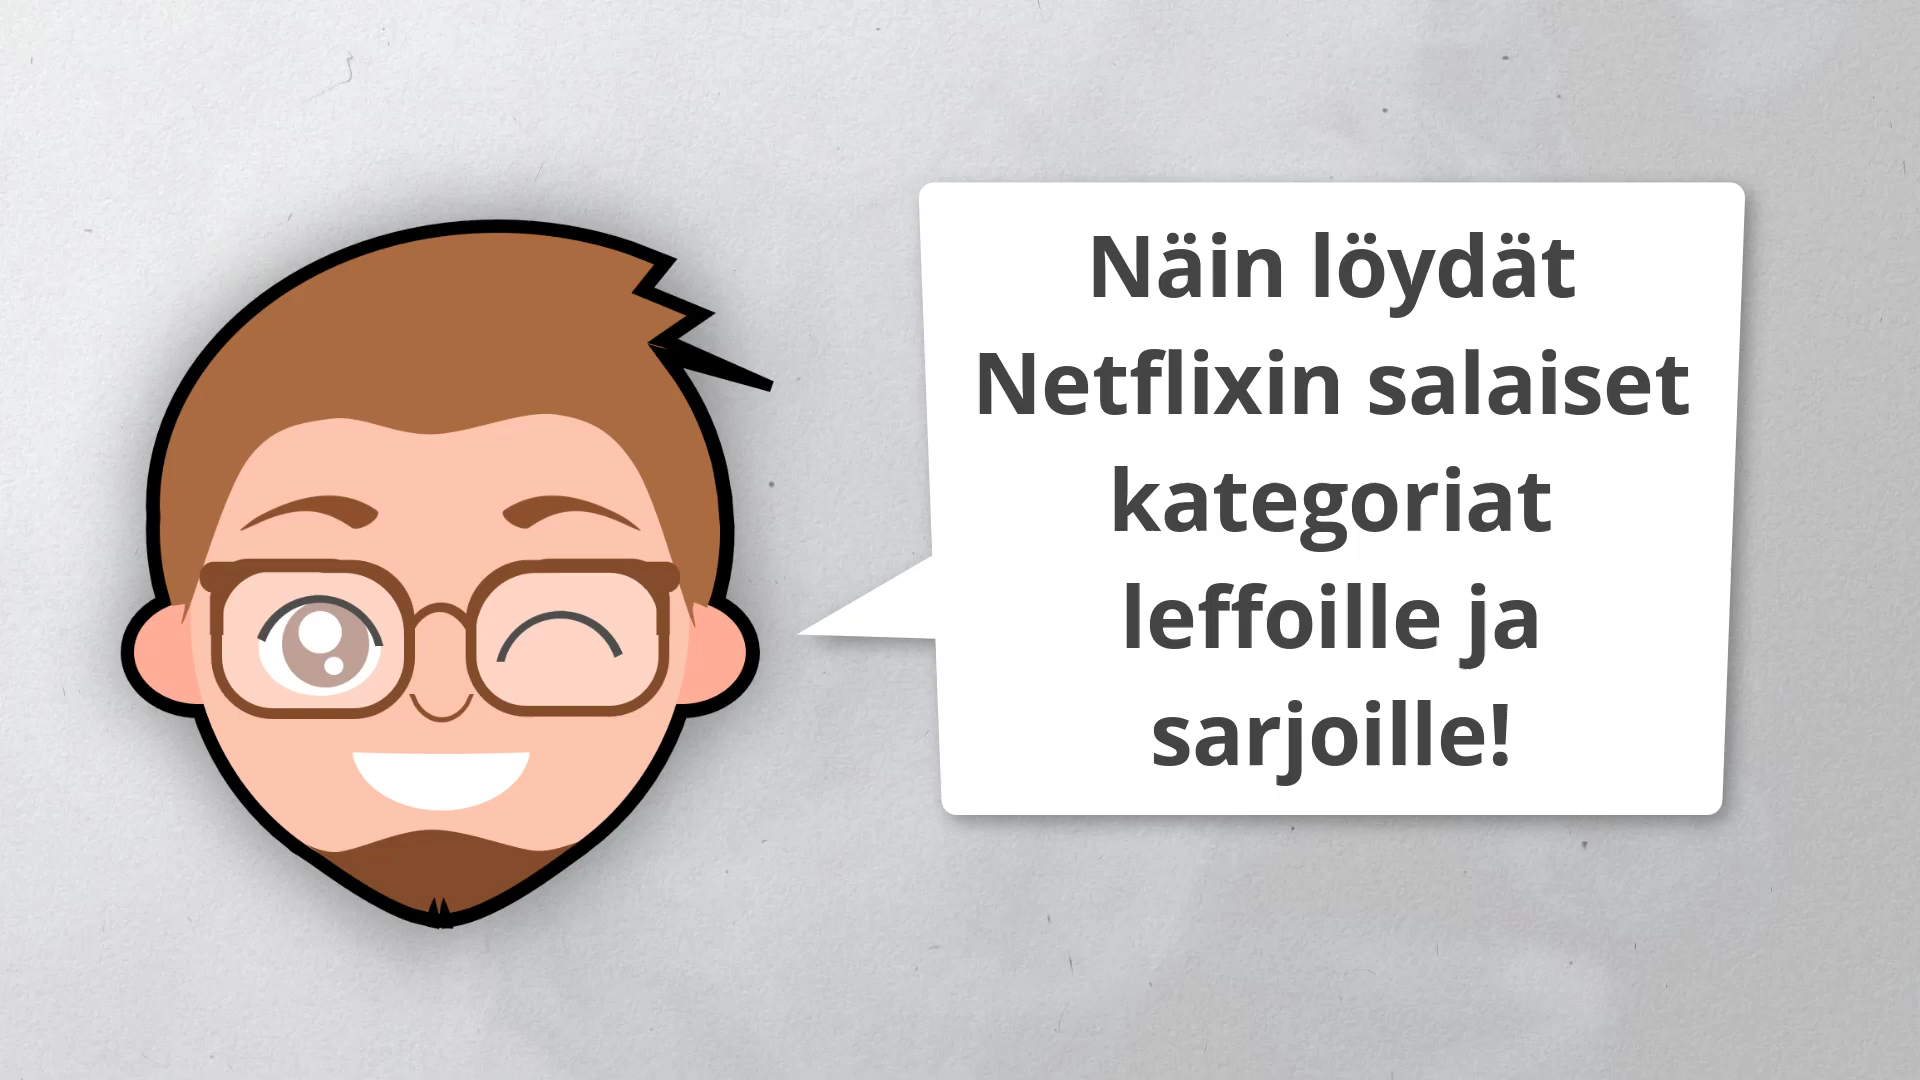 Näin löydät
Netflixin salaiset
kategoriat
leffoille ja
sarjoille!